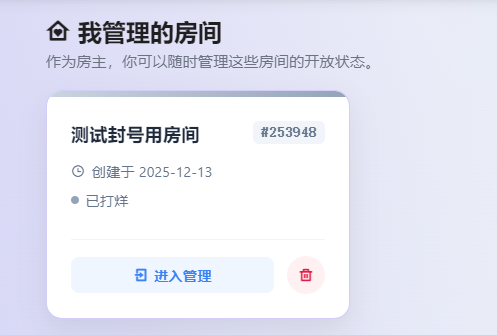 我管理的房间
作为房主，你可以随时管理这些房间的开放状态。
测试封号用房间
#253948
创建于 2025-12-13
已打烊
进入管理